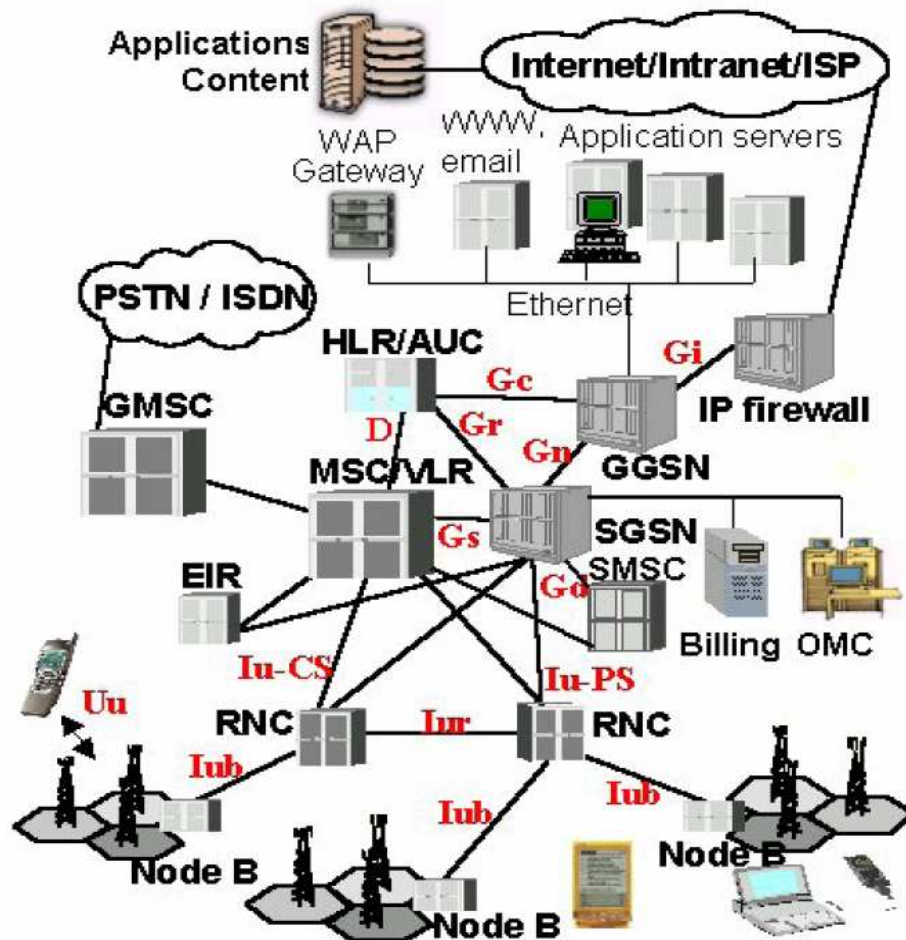 Applications
Content
Internet/Intranet/ISP
WAP
Gateway
WWW,
email
Application servers
PSTN / ISDN
Ethernet
HLR/AUC
Gc
Gi
IP firewall
GMSC
D
Gr
Gn
GGSN
MSC/VLR
Gs
SGSN
SMSC
Gd
EIR
Billing
OMC
Iu-CS
Iu-PS
Uu
RNC
Iur
RNC
Iub
Iub
Iub
Node B
Node B
Node B